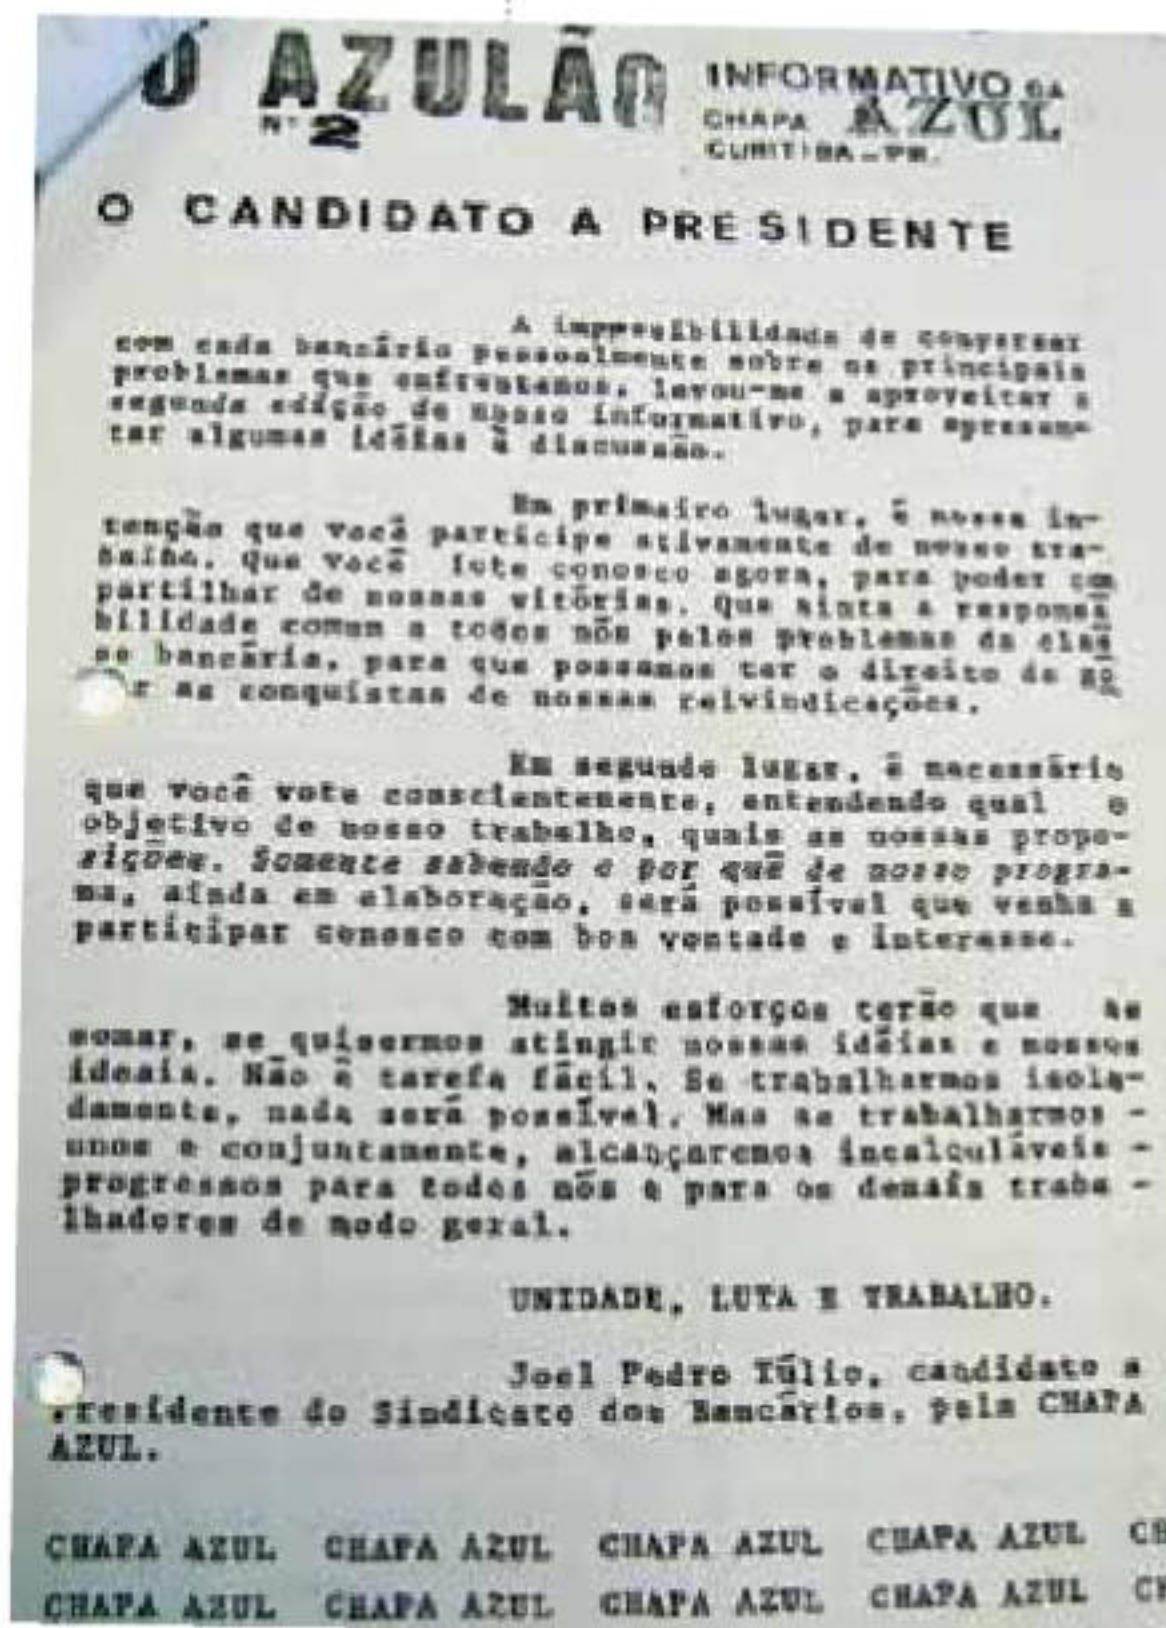 O AZULÃO
Nº 2
INFORMATIVO DA
CHAPA AZUL
CURITIBA-PR.
O CANDIDATO A PRESIDENTE
A impossibilidade de conversar
com cada bancário pessoalmente sobre os principais
problemas que enfrentamos, levou-me a aproveitar a
segunda edição de nosso informativo, para apresen-
tar algumas idéias à discussão.
Em primeiro lugar, é nossa in-
tenção que você participe ativamente de nosso tra-
balho. Que você lute conosco agora, para poder com
partilhar de nossas vitórias. Que sinta a responsa
bilidade comum a todos nós pelos problemas da clas
se bancária, para que possamos ter o direito de go
r as conquistas de nossas reivindicações.
Em segundo lugar, é necessário
que você vote conscientemente, entendendo qual o
objetivo de nosso trabalho, quais as nossas propo-
sições. Somente sabendo o por quê de nosso progra-
ma, ainda em elaboração, será possível que venha a
participar conosco com boa vontade e interesse.
Muitos esforços terão que se
somar, se quisermos atingir nossas idéias e nossos
ideais. Não é tarefa fácil. Se trabalharmos isola-
damente, nada será possível. Mas se trabalharmos -
unos e conjuntamente, alcançaremos incalculáveis -
progressos para todos nós e para os demais traba -
lhadores de modo geral.
UNIDADE, LUTA E TRABALHO.
Joel Pedro Túlio, candidato a
Presidente do Sindicato dos Bancários, pela CHAPA
AZUL.
CHAPA AZUL CHAPA AZUL CHAPA AZUL CHAPA AZUL CH
CHAPA AZUL CHAPA AZUL CHAPA AZUL CHAPA AZUL CH